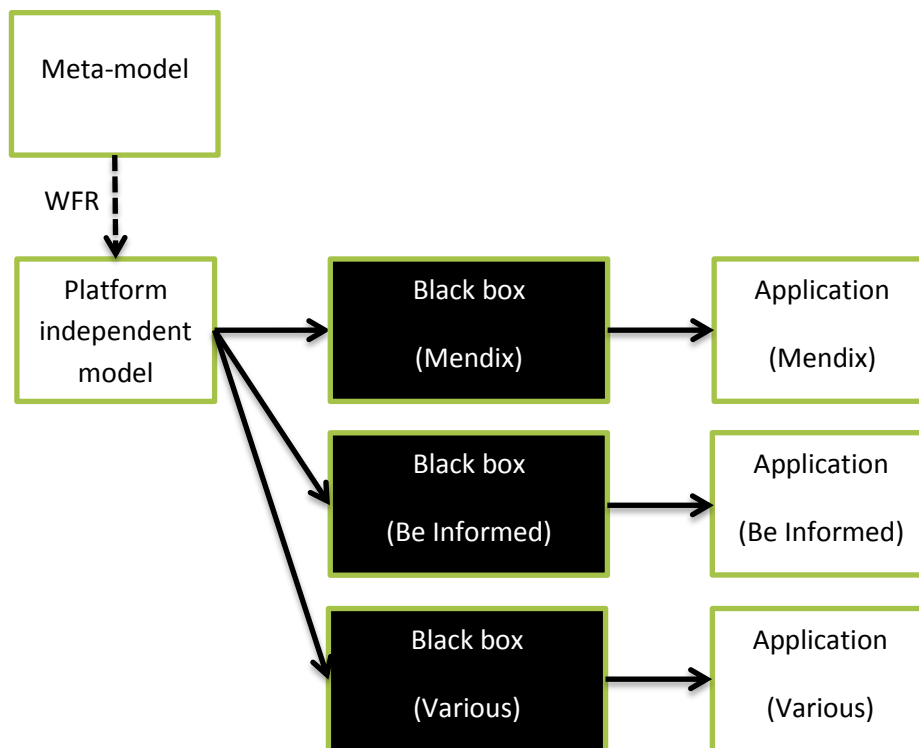 Meta-model
WFR
Platform
independent
model
Black box
(Mendix)
Application
(Mendix)
Black box
(Be Informed)
Application
(Be Informed)
Black box
(Various)
Application
(Various)